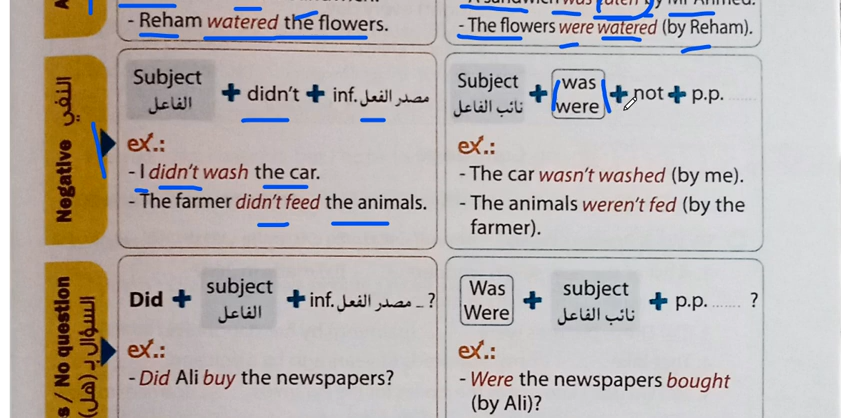 - Reham watered the flowers.
- The flowers were watered (by Reham).
Negative النفي
Subject الفاعل + didn't + inf. مصدر الفعل
ex.:
- I didn't wash the car.
- The farmer didn't feed the animals.
Subject نائب الفاعل + was were + not + p.p. ......
ex.:
- The car wasn't washed (by me).
- The animals weren't fed (by the
farmer).
s / No question السؤال بـ (هل)
Did + subject الفاعل + inf. مصدر الفعل ... ?
ex.:
- Did Ali buy the newspapers?
Was Were + subject نائب الفاعل + p.p. ...... ?
ex.:
- Were the newspapers bought
(by Ali)?